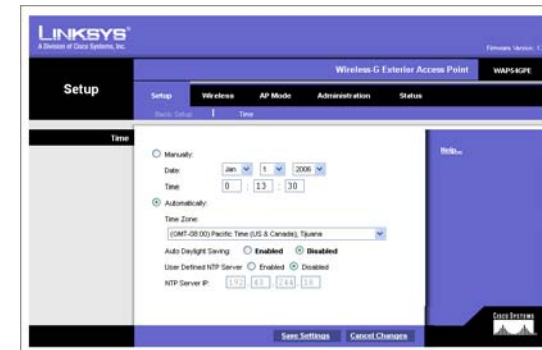 LINKSYS®
A Division of Cisco Systems, Inc.
Firmware Version: 1.
Wireless-G Exterior Access Point WAP54GPE
Setup
Setup Wireless AP Mode Administration Status
Basic Setup Time
Time
Manually:
Date: Jan 1 2006
Time: 0 : 13 : 30
Automatically:
Time Zone:
(GMT-08:00) Pacific Time (US & Canada), Tijuana
Auto Daylight Saving: Enabled Disabled
User Defined NTP Server Enabled Disabled
NTP Server IP: 192 . 43 . 244 . 18
Help...
Save Settings Cancel Changes
CISCO SYSTEMS